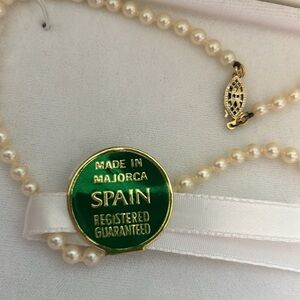 MADE IN
MAJORCA
SPAIN
REGISTERED
GUARANTEED